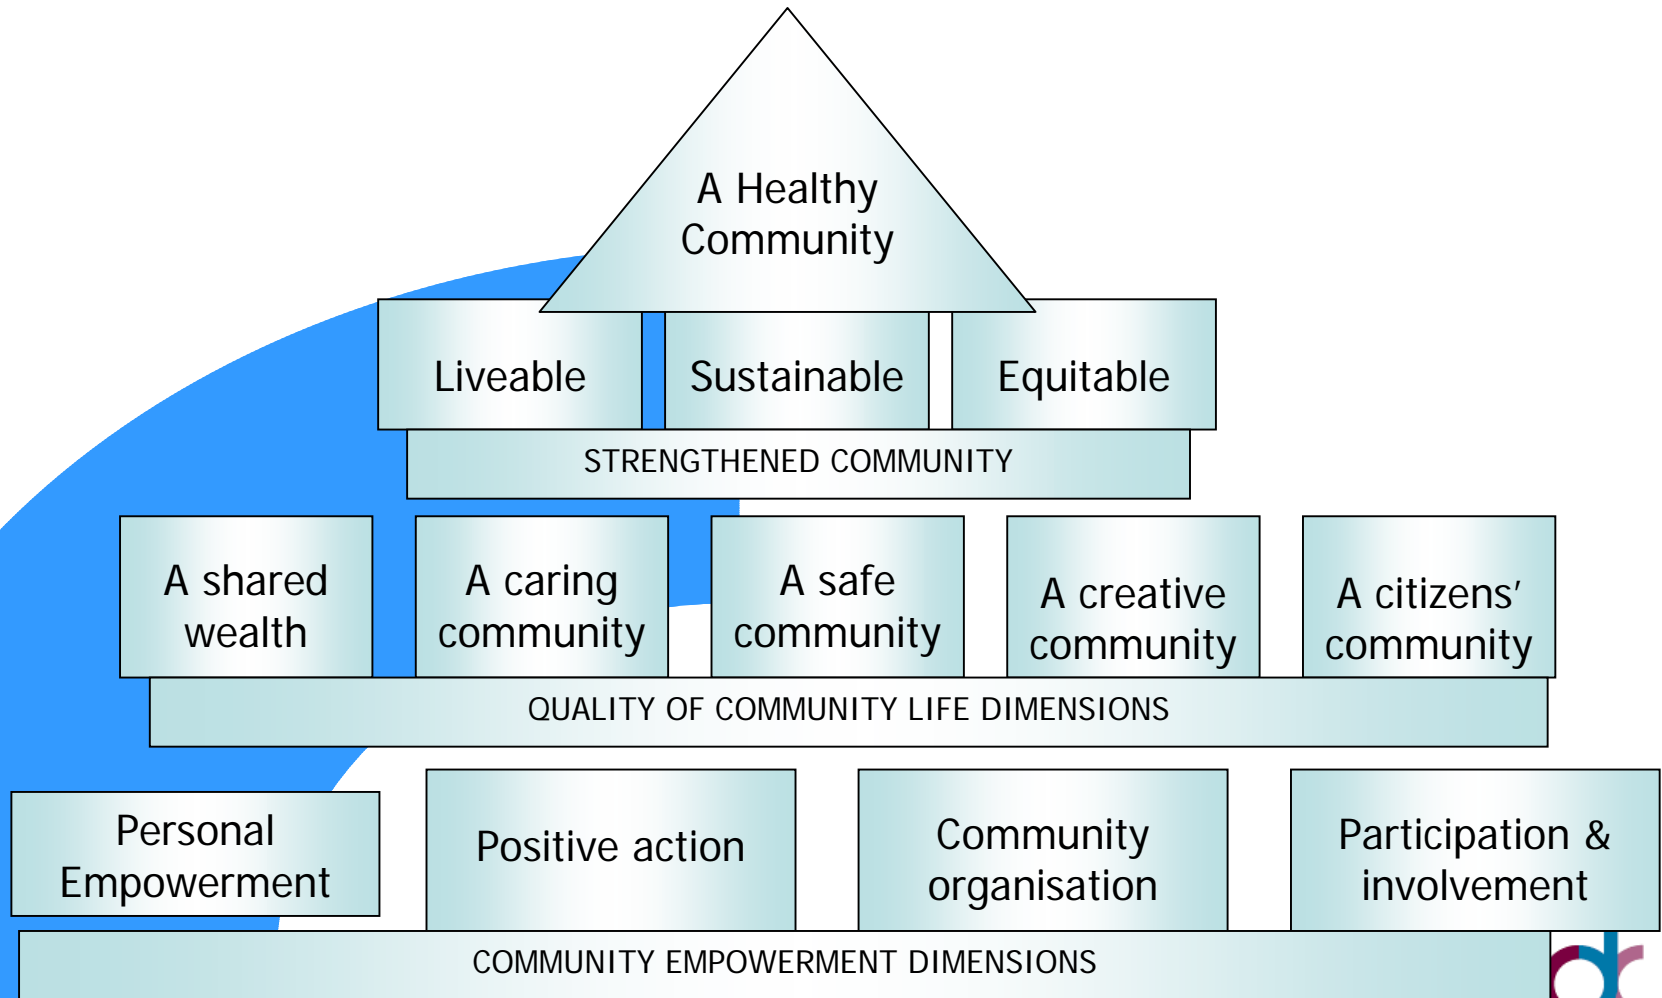 A Healthy
Community
Liveable
Sustainable
Equitable
STRENGTHENED COMMUNITY
A shared
wealth
A caring
community
A safe
community
A creative
community
A citizens’
community
QUALITY OF COMMUNITY LIFE DIMENSIONS
Personal
Empowerment
Positive action
Community
organisation
Participation &
involvement
COMMUNITY EMPOWERMENT DIMENSIONS